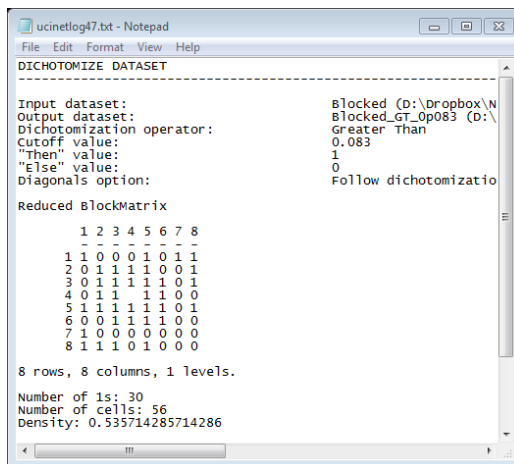 ucinetlog47.txt - Notepad
File Edit Format View Help
DICHOTOMIZE DATASET
--------------------------------------------------------------------
Input dataset: Blocked (D:\Dropbox\N
Output dataset: Blocked_GT_0p083 (D:\
Dichotomization operator: Greater Than
Cutoff value: 0.083
"Then" value: 1
"Else" value: 0
Diagonals option: Follow dichotomizatio
Reduced BlockMatrix
1 2 3 4 5 6 7 8
- - - - - - - -
1 1 0 0 0 1 0 1 1
2 0 1 1 1 1 0 0 1
3 0 1 1 1 1 1 0 1
4 0 1 1   1 1 0 0
5 1 1 1 1 1 1 0 1
6 0 0 1 1 1 1 0 0
7 1 0 0 0 0 0 0 0
8 1 1 1 0 1 0 0 0
8 rows, 8 columns, 1 levels.
Number of 1s: 30
Number of cells: 56
Density: 0.535714285714286